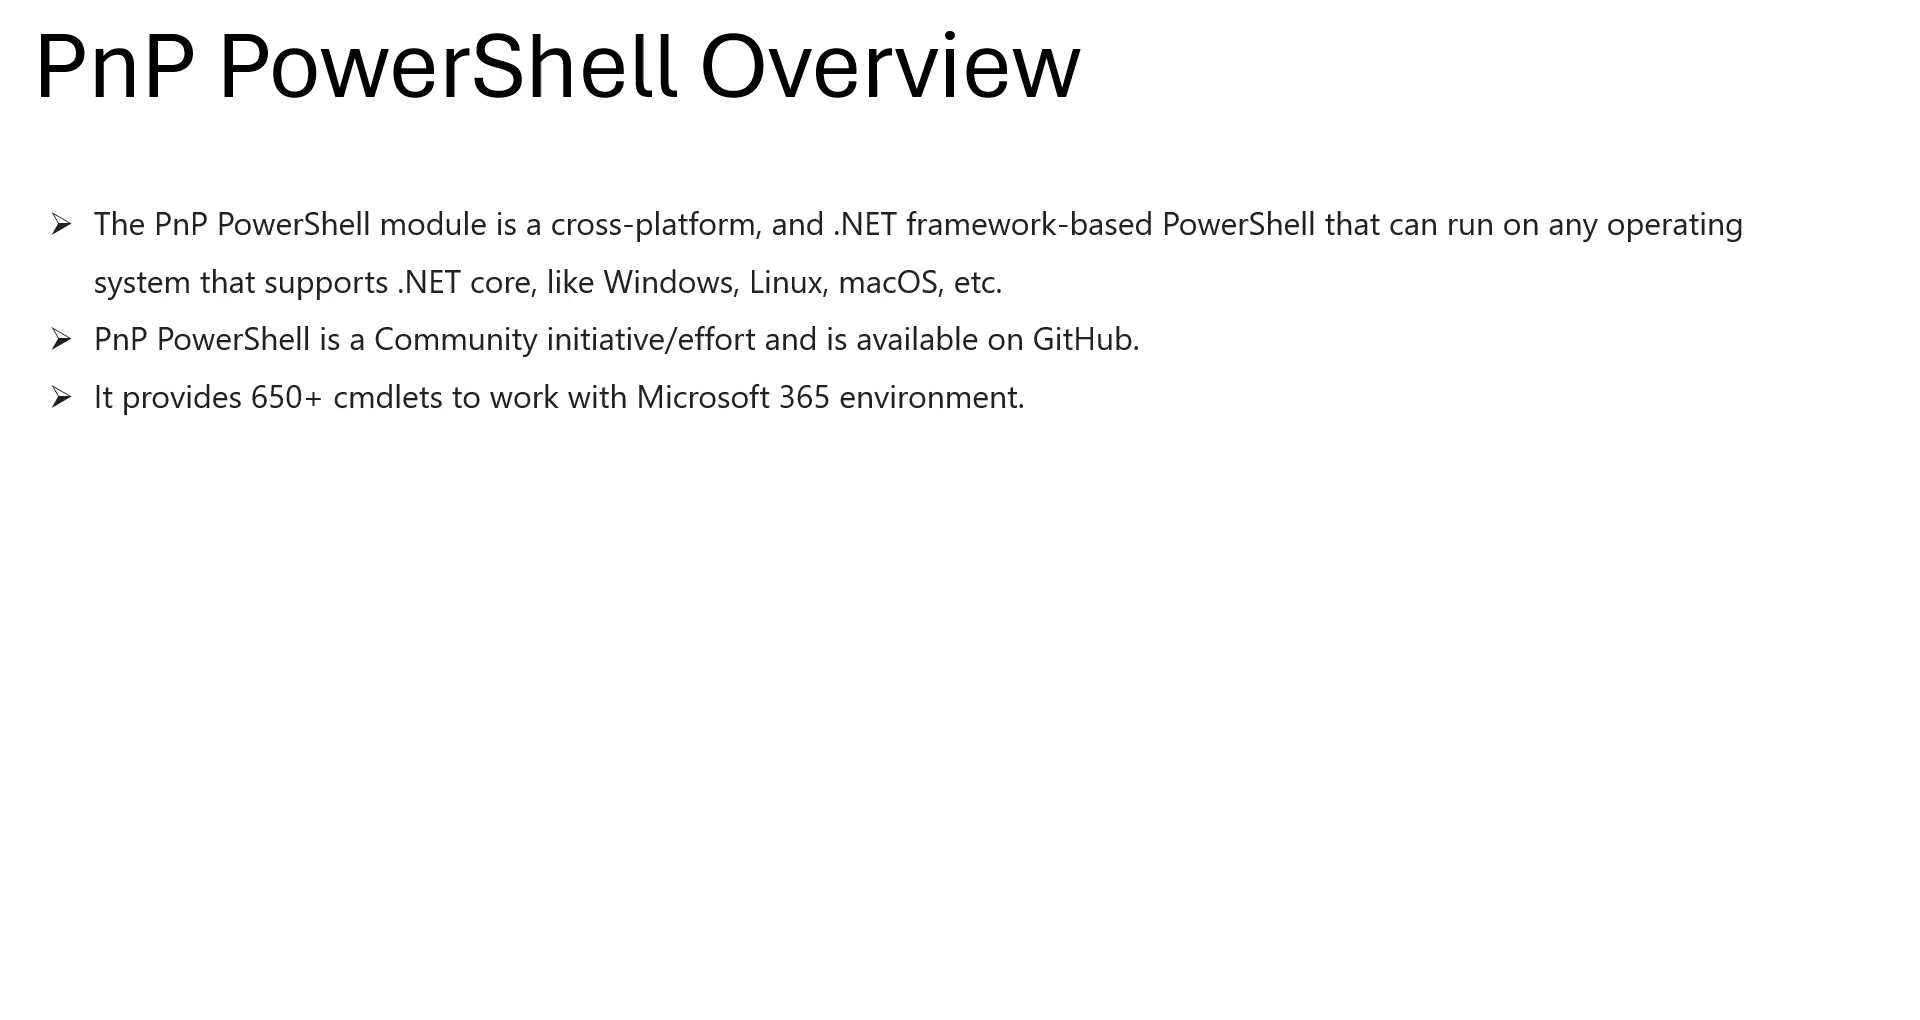 PnP PowerShell Overview
➢ The PnP PowerShell module is a cross-platform, and .NET framework-based PowerShell that can run on any operating
system that supports .NET core, like Windows, Linux, macOS, etc.
➢ PnP PowerShell is a Community initiative/effort and is available on GitHub.
➢ It provides 650+ cmdlets to work with Microsoft 365 environment.